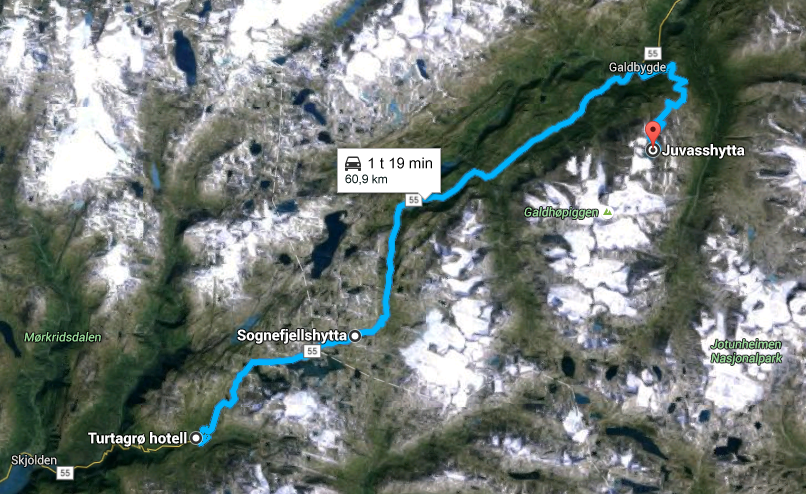 55
Galdbygde
Juvasshytta
1 t 19 min
60,9 km
55
Galdhøpiggen
Mørkridsdalen
Sognefjellshytta
55
Jotunheimen
Nasjonalpark
Turtagrø hotell
Skjolden
55